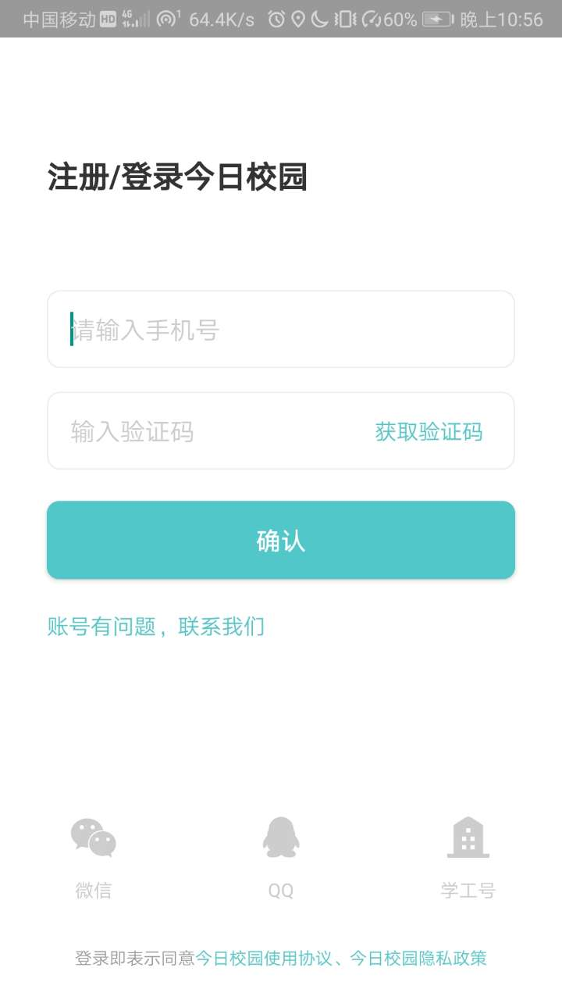 中国移动 HD 4G 1 64.4K/s 60% 晚上10:56
注册/登录今日校园
请输入手机号
输入验证码 获取验证码
确认
账号有问题，联系我们
微信 QQ 学工号
登录即表示同意今日校园使用协议、今日校园隐私政策